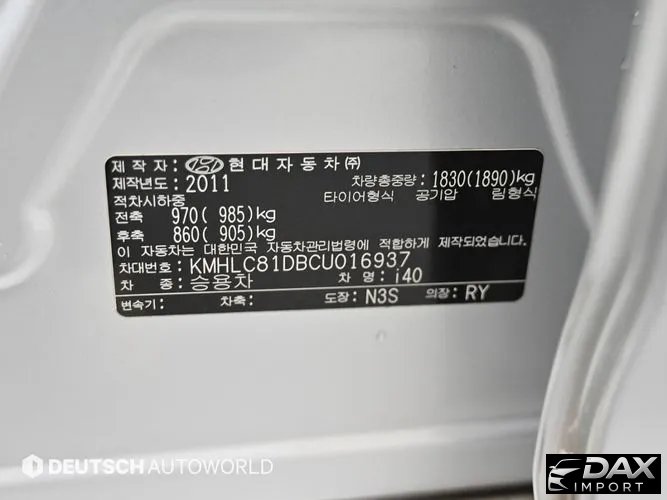 제 작 자: 현대자동차(주)
제작년도: 2011 차량총중량: 1830(1890)kg
적차시하중 타이어형식 공기압 림형식
전축 970( 985)kg
후축 860( 905)kg
이 자동차는 대한민국 자동차관리법령에 적합하게 제작되었습니다.
차대번호: KMHLC81DBCU016937
차 종: 승용차 차 명: i40
변속기: 차축: 도장: N3S 의장: RY
DEUTSCH AUTOWORLD
DAX
IMPORT